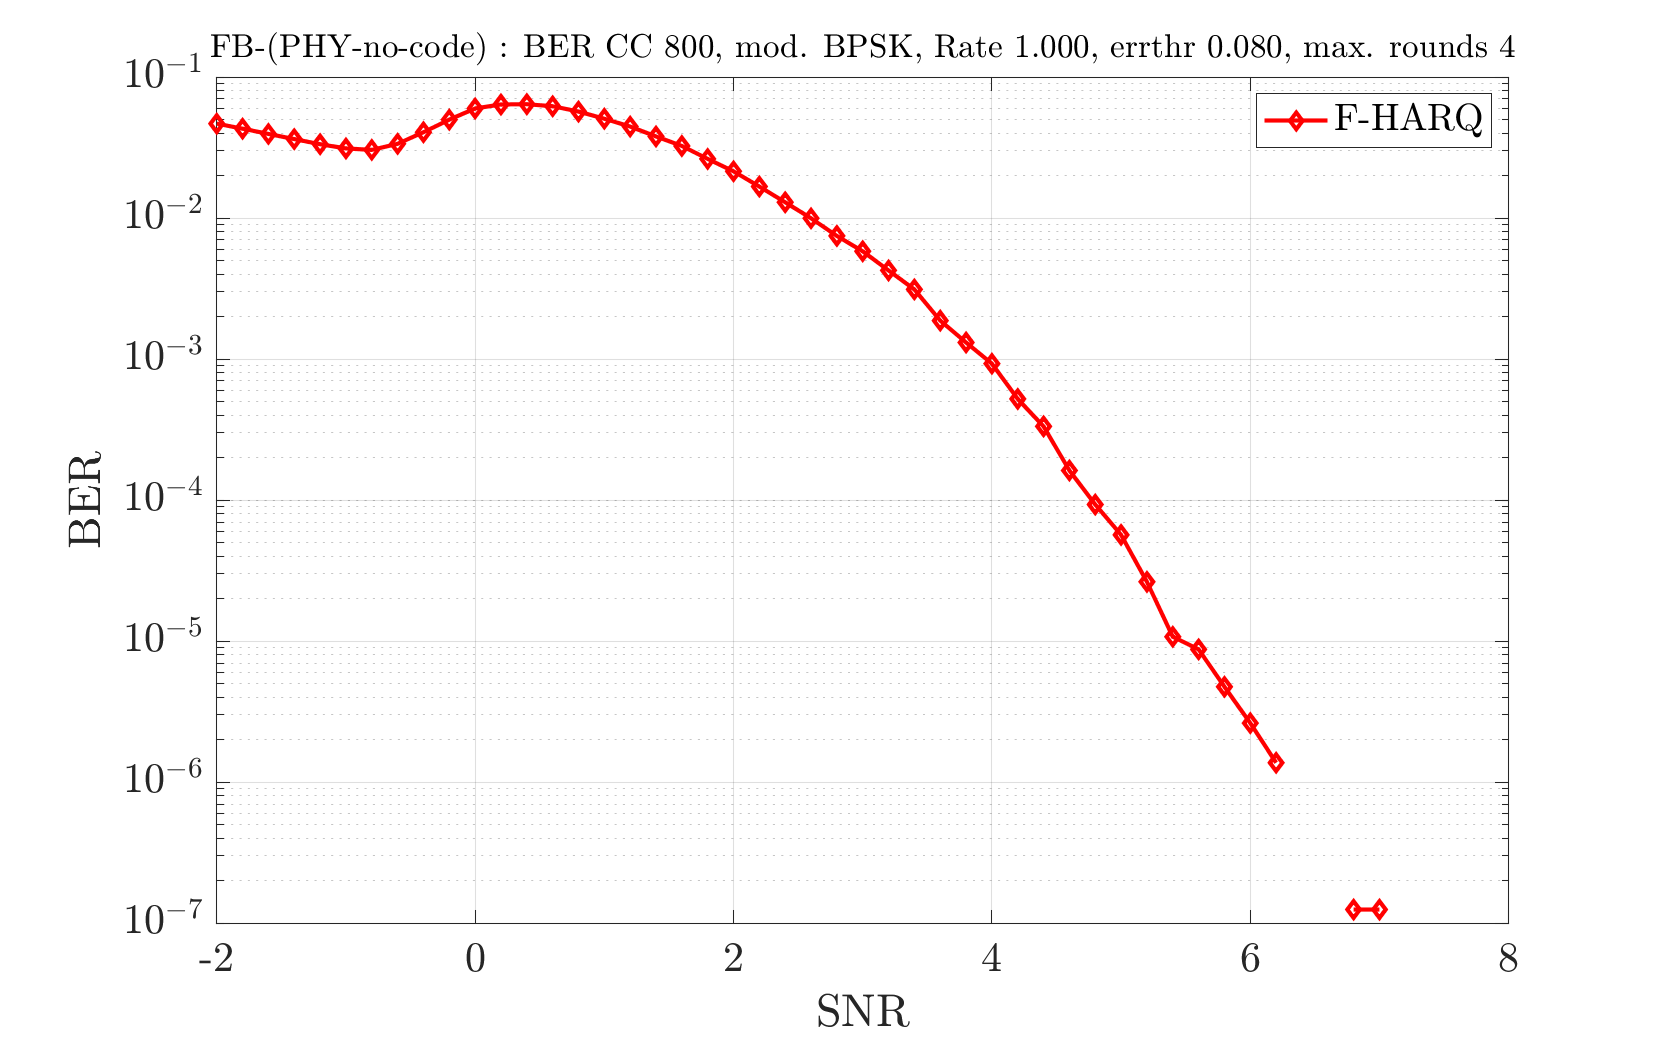 FB-(PHY-no-code) : BER CC 800, mod. BPSK, Rate 1.000, errthr 0.080, max. rounds 4
F-HARQ
10⁻¹
10⁻²
10⁻³
10⁻⁴
10⁻⁵
10⁻⁶
10⁻⁷
BER
-2 0 2 4 6 8
SNR